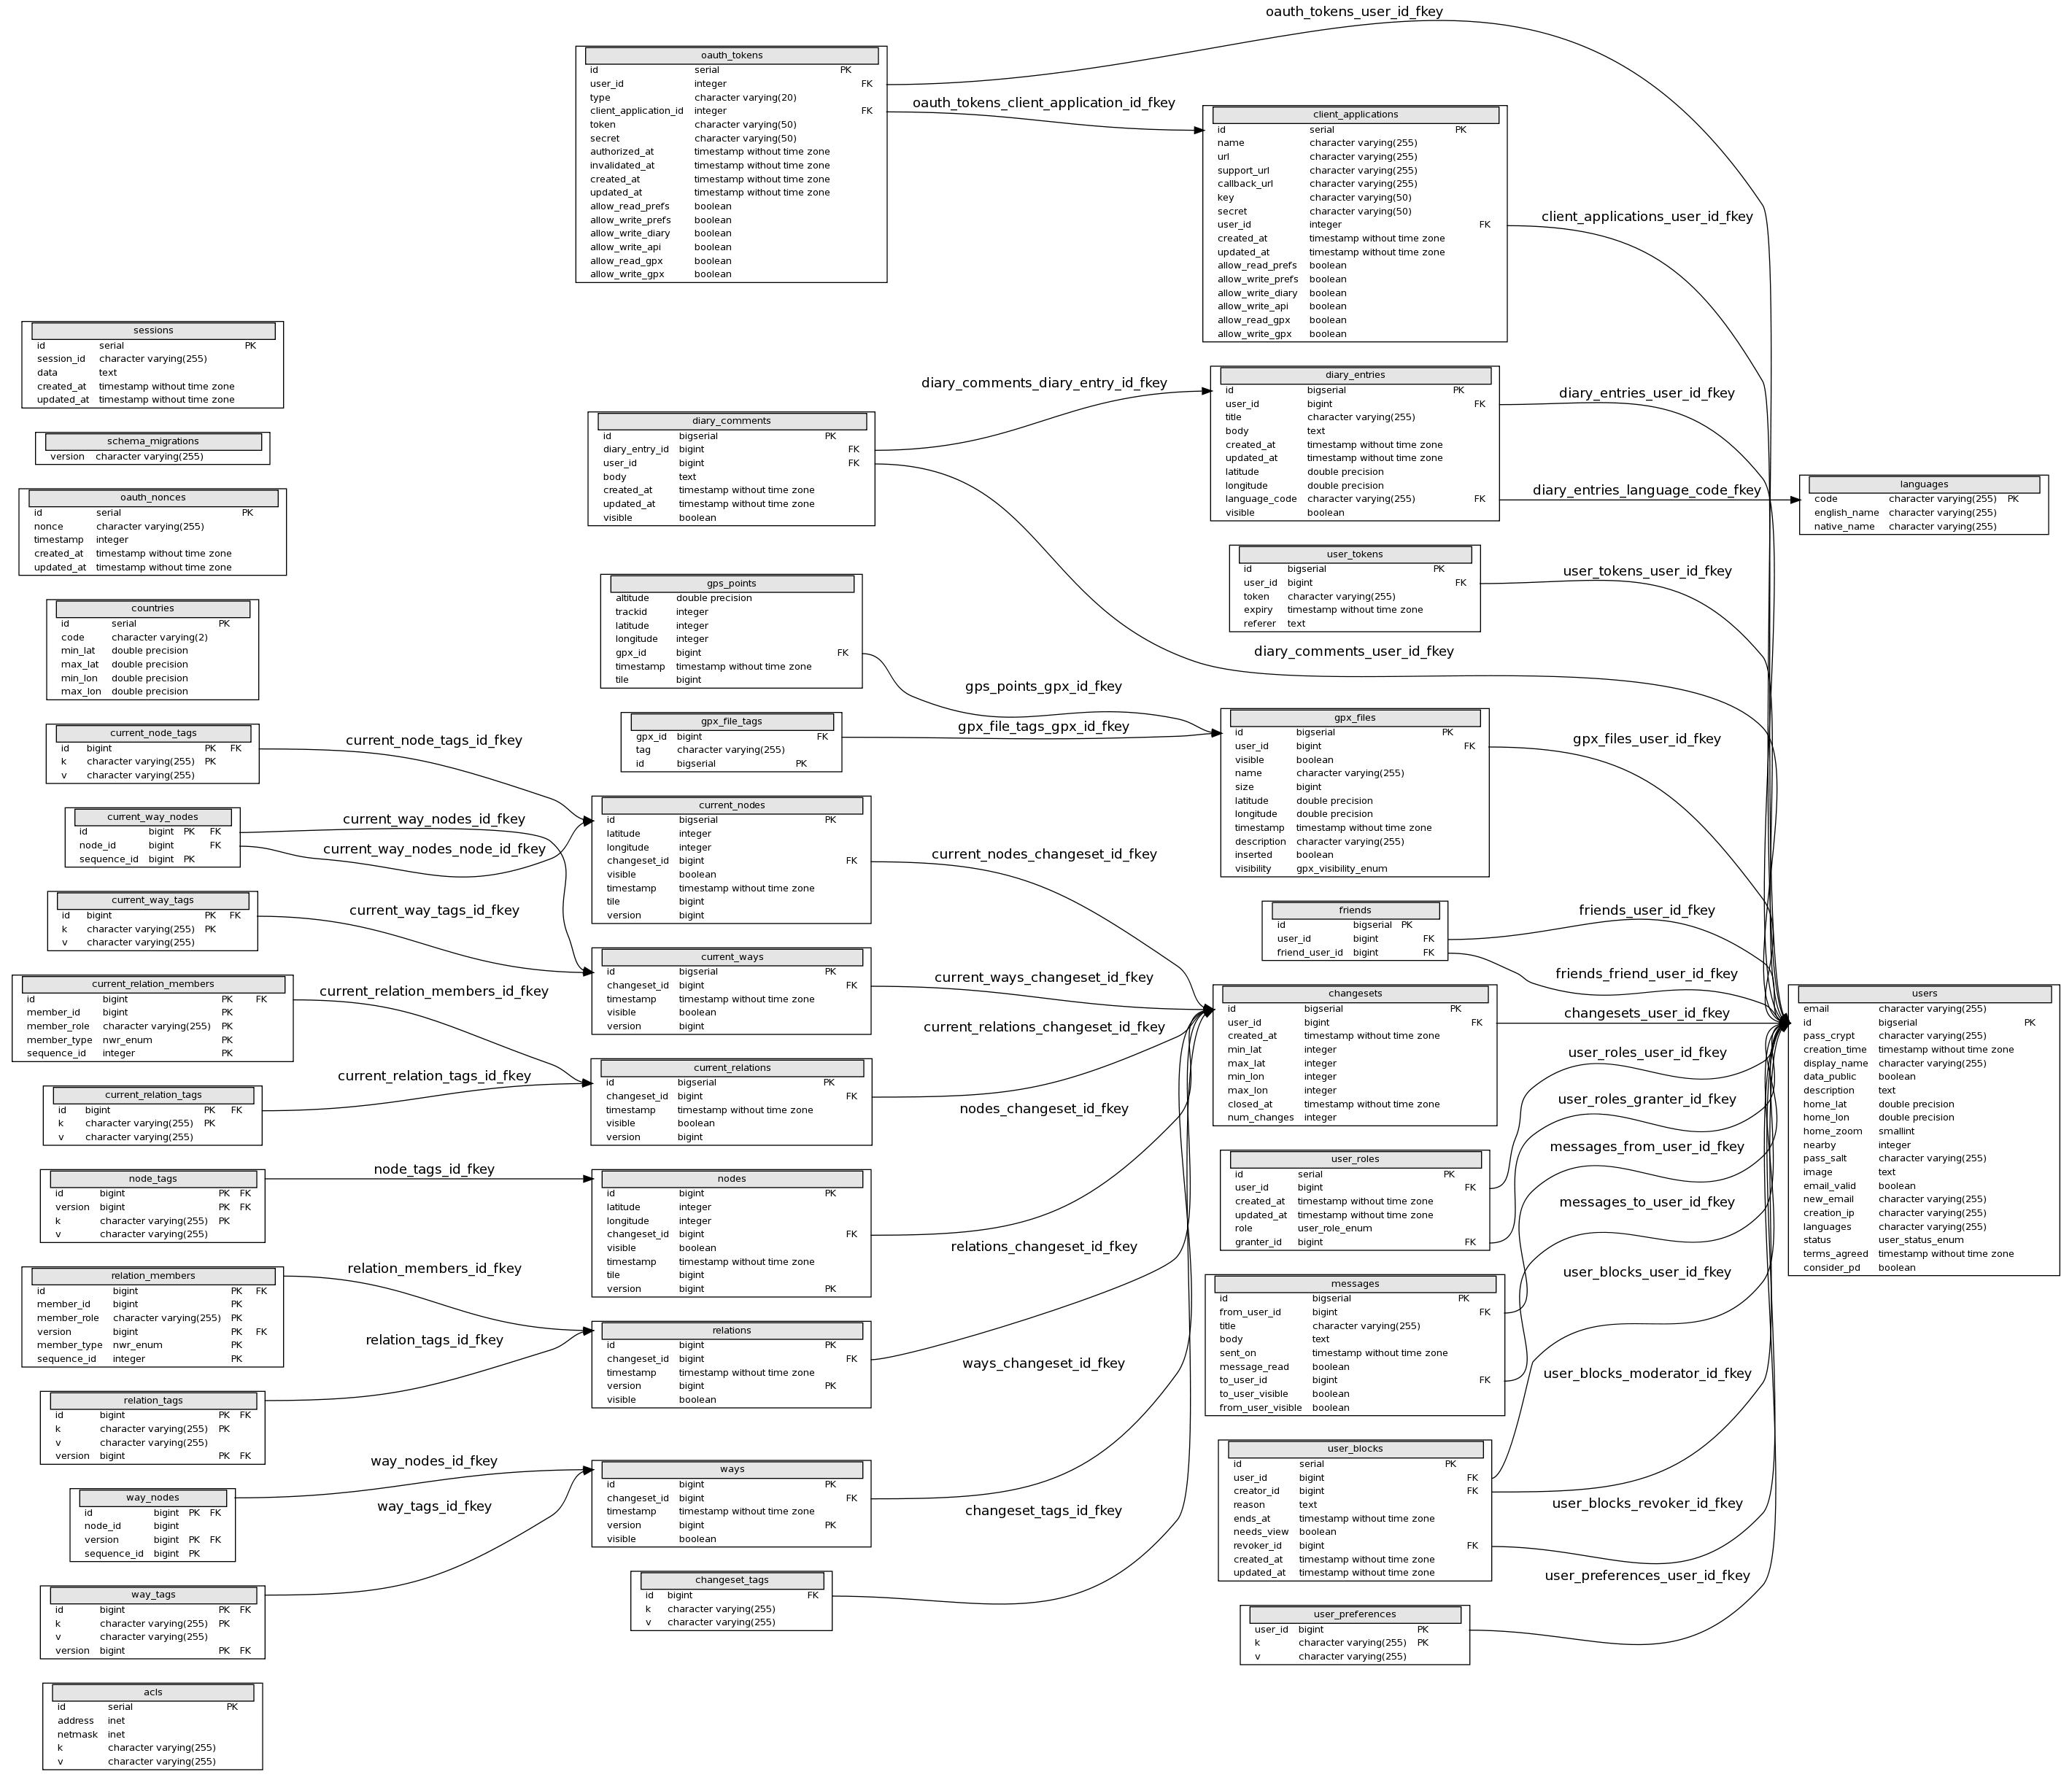 oauth_tokens_user_id_fkey
oauth_tokens
id serial PK
user_id integer FK
type character varying(20)
client_application_id integer FK
token character varying(50)
secret character varying(50)
authorized_at timestamp without time zone
invalidated_at timestamp without time zone
created_at timestamp without time zone
updated_at timestamp without time zone
allow_read_prefs boolean
allow_write_prefs boolean
allow_write_diary boolean
allow_write_api boolean
allow_read_gpx boolean
allow_write_gpx boolean
oauth_tokens_client_application_id_fkey
client_applications
id serial PK
name character varying(255)
url character varying(255)
support_url character varying(255)
callback_url character varying(255)
key character varying(50)
secret character varying(50)
user_id integer FK
created_at timestamp without time zone
updated_at timestamp without time zone
allow_read_prefs boolean
allow_write_prefs boolean
allow_write_diary boolean
allow_write_api boolean
allow_read_gpx boolean
allow_write_gpx boolean
client_applications_user_id_fkey
sessions
id serial PK
session_id character varying(255)
data text
created_at timestamp without time zone
updated_at timestamp without time zone
schema_migrations
version character varying(255)
oauth_nonces
id serial PK
nonce character varying(255)
timestamp integer
created_at timestamp without time zone
updated_at timestamp without time zone
countries
id serial PK
code character varying(2)
min_lat double precision
max_lat double precision
min_lon double precision
max_lon double precision
current_node_tags
id bigint PK FK
k character varying(255) PK
v character varying(255)
current_way_nodes
id bigint PK FK
node_id bigint FK
sequence_id bigint PK
current_way_tags
id bigint PK FK
k character varying(255) PK
v character varying(255)
current_relation_members
id bigint PK FK
member_id bigint PK
member_role character varying(255) PK
member_type nwr_enum PK
sequence_id integer PK
current_relation_tags
id bigint PK FK
k character varying(255) PK
v character varying(255)
node_tags
id bigint PK FK
version bigint PK FK
k character varying(255) PK
v character varying(255)
relation_members
id bigint PK FK
member_id bigint PK
member_role character varying(255) PK
version bigint PK FK
member_type nwr_enum PK
sequence_id integer PK
relation_tags
id bigint PK FK
k character varying(255) PK
v character varying(255)
version bigint PK FK
way_nodes
id bigint PK FK
node_id bigint
version bigint PK FK
sequence_id bigint PK
way_tags
id bigint PK FK
k character varying(255) PK
v character varying(255)
version bigint PK FK
acls
id serial PK
address inet
netmask inet
k character varying(255)
v character varying(255)
current_node_tags_id_fkey
current_way_nodes_id_fkey
current_way_nodes_node_id_fkey
current_way_tags_id_fkey
current_relation_members_id_fkey
current_relation_tags_id_fkey
node_tags_id_fkey
relation_members_id_fkey
relation_tags_id_fkey
way_nodes_id_fkey
way_tags_id_fkey
diary_comments
id bigserial PK
diary_entry_id bigint FK
user_id bigint FK
body text
created_at timestamp without time zone
updated_at timestamp without time zone
visible boolean
gps_points
altitude double precision
trackid integer
latitude integer
longitude integer
gpx_id bigint FK
timestamp timestamp without time zone
tile bigint
gpx_file_tags
gpx_id bigint FK
tag character varying(255)
id bigserial PK
current_nodes
id bigserial PK
latitude integer
longitude integer
changeset_id bigint FK
visible boolean
timestamp timestamp without time zone
tile bigint
version bigint
current_ways
id bigserial PK
changeset_id bigint FK
timestamp timestamp without time zone
visible boolean
version bigint
current_relations
id bigserial PK
changeset_id bigint FK
timestamp timestamp without time zone
visible boolean
version bigint
nodes
id bigint PK
latitude integer
longitude integer
changeset_id bigint FK
visible boolean
timestamp timestamp without time zone
tile bigint
version bigint PK
relations
id bigint PK
changeset_id bigint FK
timestamp timestamp without time zone
version bigint PK
visible boolean
ways
id bigint PK
changeset_id bigint FK
timestamp timestamp without time zone
version bigint PK
visible boolean
changeset_tags
id bigint FK
k character varying(255)
v character varying(255)
diary_comments_diary_entry_id_fkey
diary_comments_user_id_fkey
gps_points_gpx_id_fkey
gpx_file_tags_gpx_id_fkey
current_nodes_changeset_id_fkey
current_ways_changeset_id_fkey
current_relations_changeset_id_fkey
nodes_changeset_id_fkey
relations_changeset_id_fkey
ways_changeset_id_fkey
changeset_tags_id_fkey
diary_entries
id bigserial PK
user_id bigint FK
title character varying(255)
body text
created_at timestamp without time zone
updated_at timestamp without time zone
latitude double precision
longitude double precision
language_code character varying(255) FK
visible boolean
user_tokens
id bigserial PK
user_id bigint FK
token character varying(255)
expiry timestamp without time zone
referer text
gpx_files
id bigserial PK
user_id bigint FK
visible boolean
name character varying(255)
size bigint
latitude double precision
longitude double precision
timestamp timestamp without time zone
description character varying(255)
inserted boolean
visibility gpx_visibility_enum
friends
id bigserial PK
user_id bigint FK
friend_user_id bigint FK
changesets
id bigserial PK
user_id bigint FK
created_at timestamp without time zone
min_lat integer
max_lat integer
min_lon integer
max_lon integer
closed_at timestamp without time zone
num_changes integer
user_roles
id serial PK
user_id bigint FK
created_at timestamp without time zone
updated_at timestamp without time zone
role user_role_enum
granter_id bigint FK
messages
id bigserial PK
from_user_id bigint FK
title character varying(255)
body text
sent_on timestamp without time zone
message_read boolean
to_user_id bigint FK
to_user_visible boolean
from_user_visible boolean
user_blocks
id serial PK
user_id bigint FK
creator_id bigint FK
reason text
ends_at timestamp without time zone
needs_view boolean
revoker_id bigint FK
created_at timestamp without time zone
updated_at timestamp without time zone
user_preferences
user_id bigint PK
k character varying(255) PK
v character varying(255)
diary_entries_user_id_fkey
diary_entries_language_code_fkey
user_tokens_user_id_fkey
gpx_files_user_id_fkey
friends_user_id_fkey
friends_friend_user_id_fkey
changesets_user_id_fkey
user_roles_user_id_fkey
user_roles_granter_id_fkey
messages_from_user_id_fkey
messages_to_user_id_fkey
user_blocks_user_id_fkey
user_blocks_moderator_id_fkey
user_blocks_revoker_id_fkey
user_preferences_user_id_fkey
languages
code character varying(255) PK
english_name character varying(255)
native_name character varying(255)
users
email character varying(255)
id bigserial PK
pass_crypt character varying(255)
creation_time timestamp without time zone
display_name character varying(255)
data_public boolean
description text
home_lat double precision
home_lon double precision
home_zoom smallint
nearby integer
pass_salt character varying(255)
image text
email_valid boolean
new_email character varying(255)
creation_ip character varying(255)
languages character varying(255)
status user_status_enum
terms_agreed timestamp without time zone
consider_pd boolean